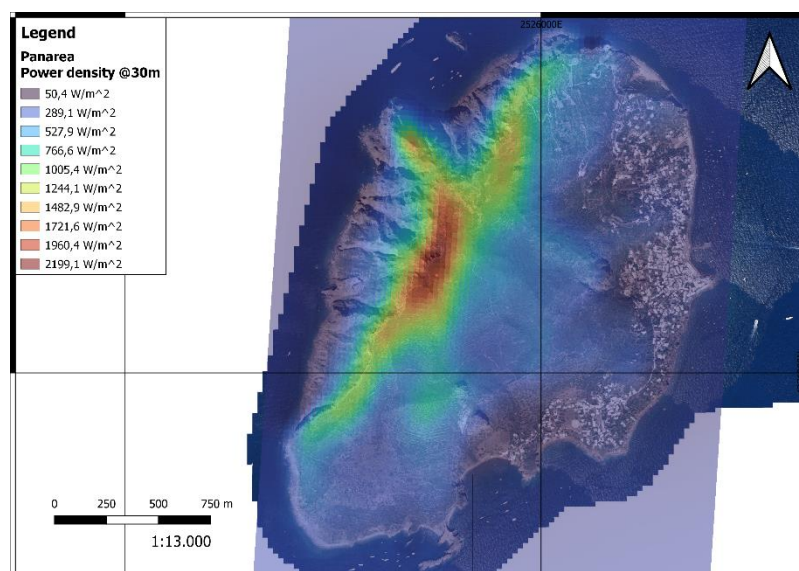 Legend
Panarea
Power density @30m
50,4 W/m^2
289,1 W/m^2
527,9 W/m^2
766,6 W/m^2
1005,4 W/m^2
1244,1 W/m^2
1482,9 W/m^2
1721,6 W/m^2
1960,4 W/m^2
2199,1 W/m^2
2526000E
0 250 500 750 m
1:13.000